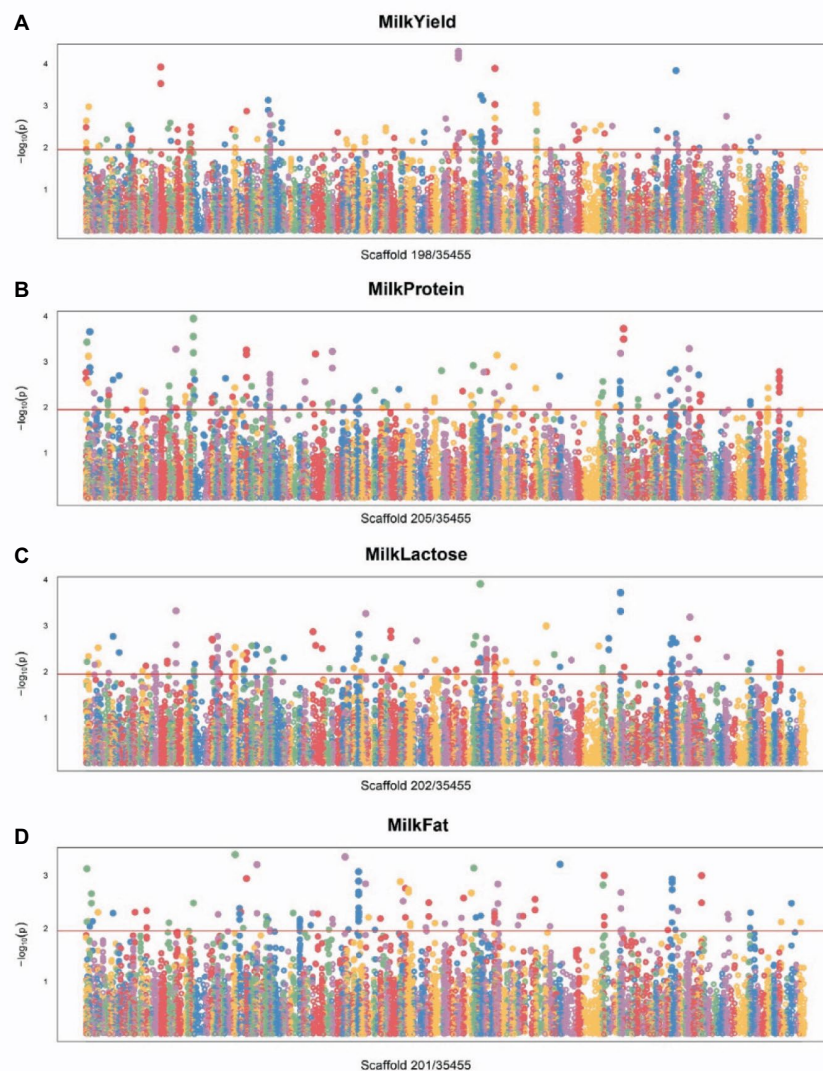 A
MilkYield
4
3
2
1
−log₁₀(p)
Scaffold 198/35455
B
MilkProtein
4
3
2
1
−log₁₀(p)
Scaffold 205/35455
C
MilkLactose
4
3
2
1
−log₁₀(p)
Scaffold 202/35455
D
MilkFat
3
2
1
−log₁₀(p)
Scaffold 201/35455